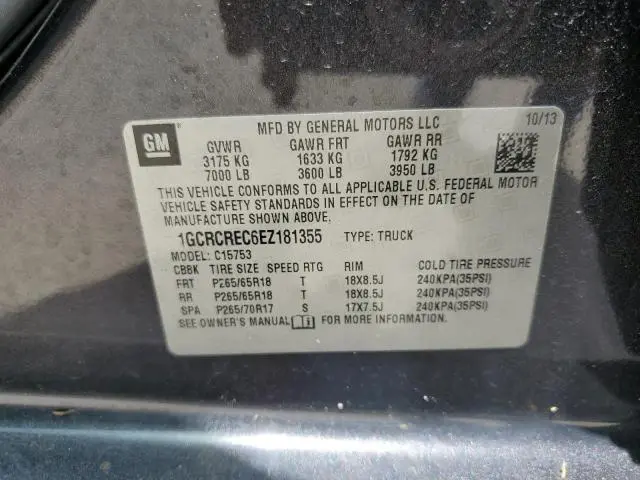 MFD BY GENERAL MOTORS LLC 10/13
GM
GVWR GAWR FRT GAWR RR
3175 KG 1633 KG 1792 KG
7000 LB 3600 LB 3950 LB
THIS VEHICLE CONFORMS TO ALL APPLICABLE U.S. FEDERAL MOTOR
VEHICLE SAFETY STANDARDS IN EFFECT ON THE DATE OF
MANUFACTURE SHOWN ABOVE.
1GCRCREC6EZ181355 TYPE: TRUCK
MODEL: C15753
CBBK TIRE SIZE SPEED RTG RIM COLD TIRE PRESSURE
FRT P265/65R18 T 18X8.5J 240KPA(35PSI)
RR P265/65R18 T 18X8.5J 240KPA(35PSI)
SPA P265/70R17 S 17X7.5J 240KPA(35PSI)
SEE OWNER'S MANUAL FOR MORE INFORMATION.